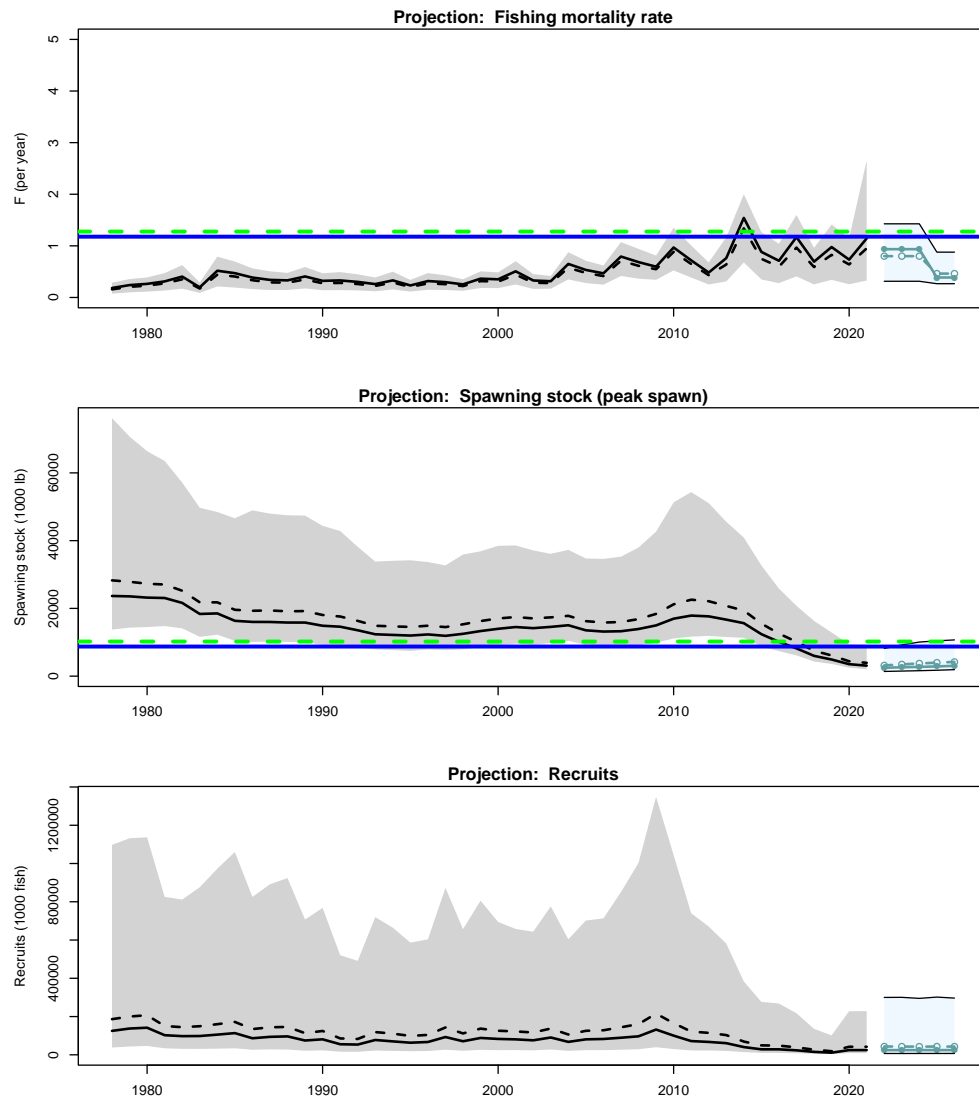 Projection: Fishing mortality rate
5
4
3
2
1
0
F (per year)
1980 1990 2000 2010 2020
Projection: Spawning stock (peak spawn)
60000
40000
20000
0
Spawning stock (1000 lb)
1980 1990 2000 2010 2020
Projection: Recruits
1200000
800000
400000
0
Recruits (1000 fish)
1980 1990 2000 2010 2020